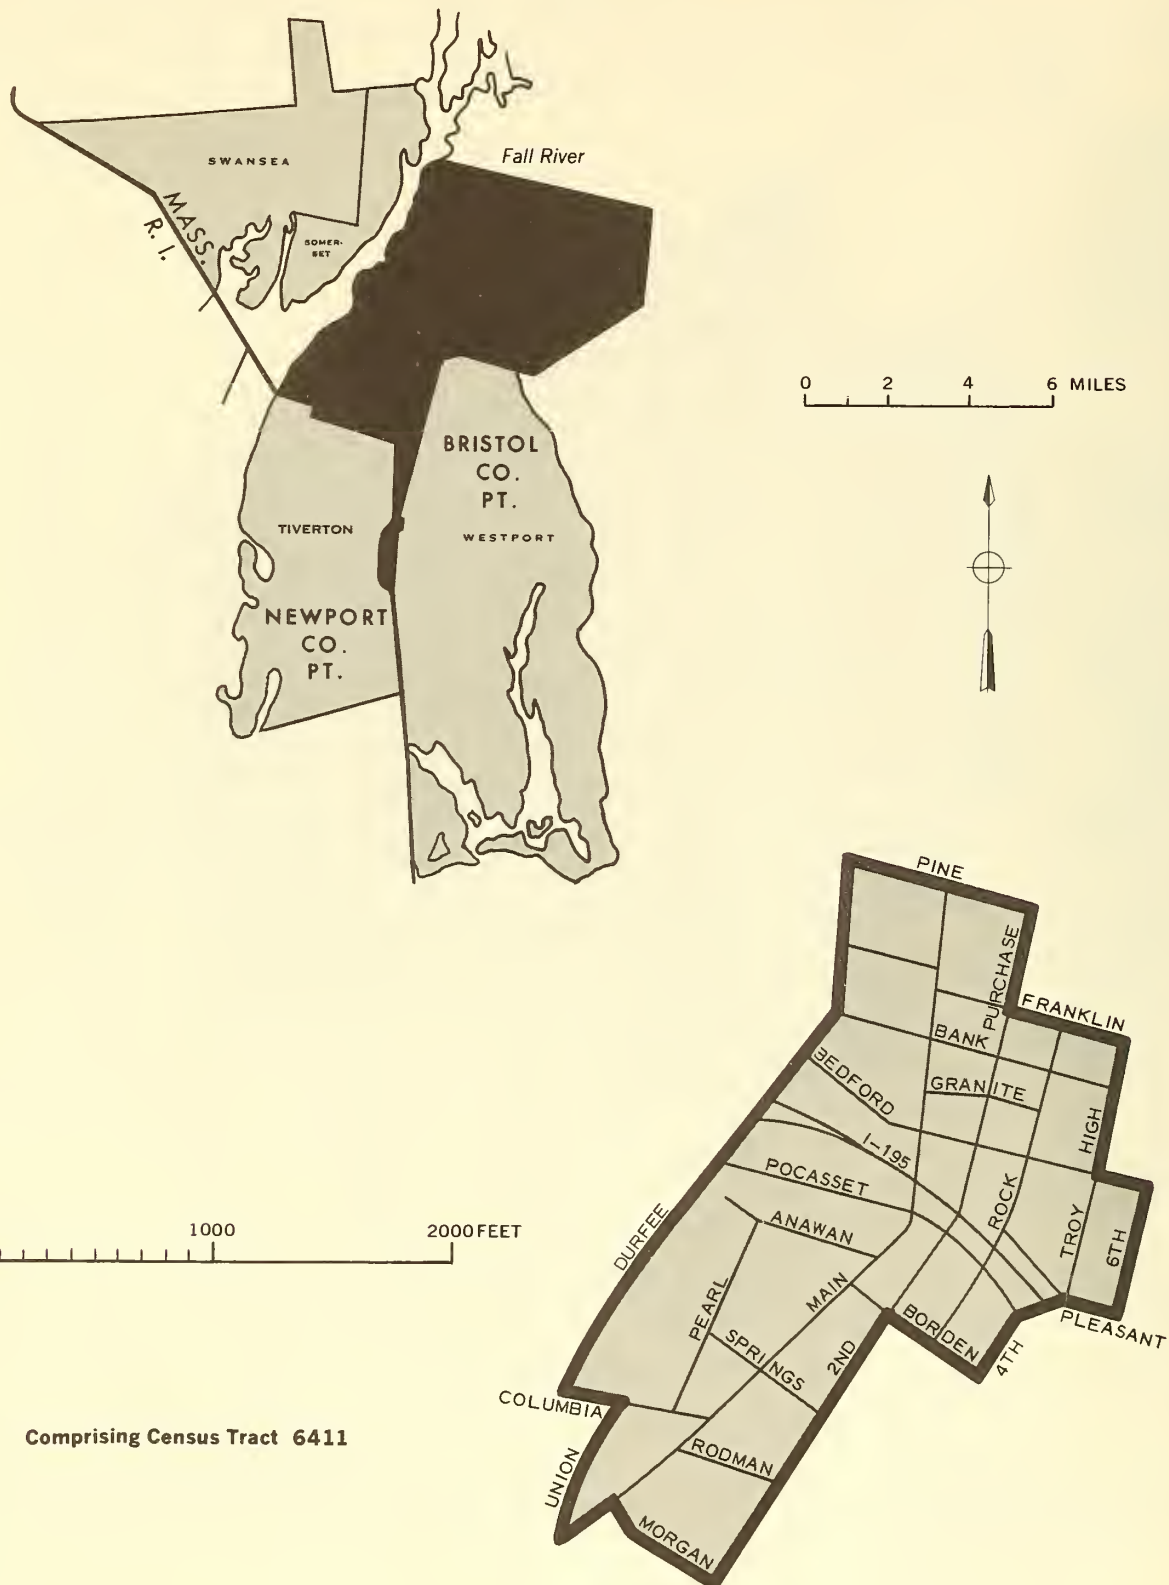 Fall River
SWANSEA
MASS.
R. I.
SOMER-
SET
0 2 4 6 MILES
BRISTOL
CO.
PT.
TIVERTON
WESTPORT
NEWPORT
CO.
PT.
PINE
PURCHASE
FRANKLIN
BANK
BEDFORD
GRANITE
HIGH
I-195
POCASSET
ROCK
1000 2000 FEET
DURFEE
ANAWAN
TROY
6TH
MAIN
PEARL
BORDEN
PLEASANT
SPRINGS
2ND
4TH
COLUMBIA
Comprising Census Tract 6411
UNION
RODMAN
MORGAN